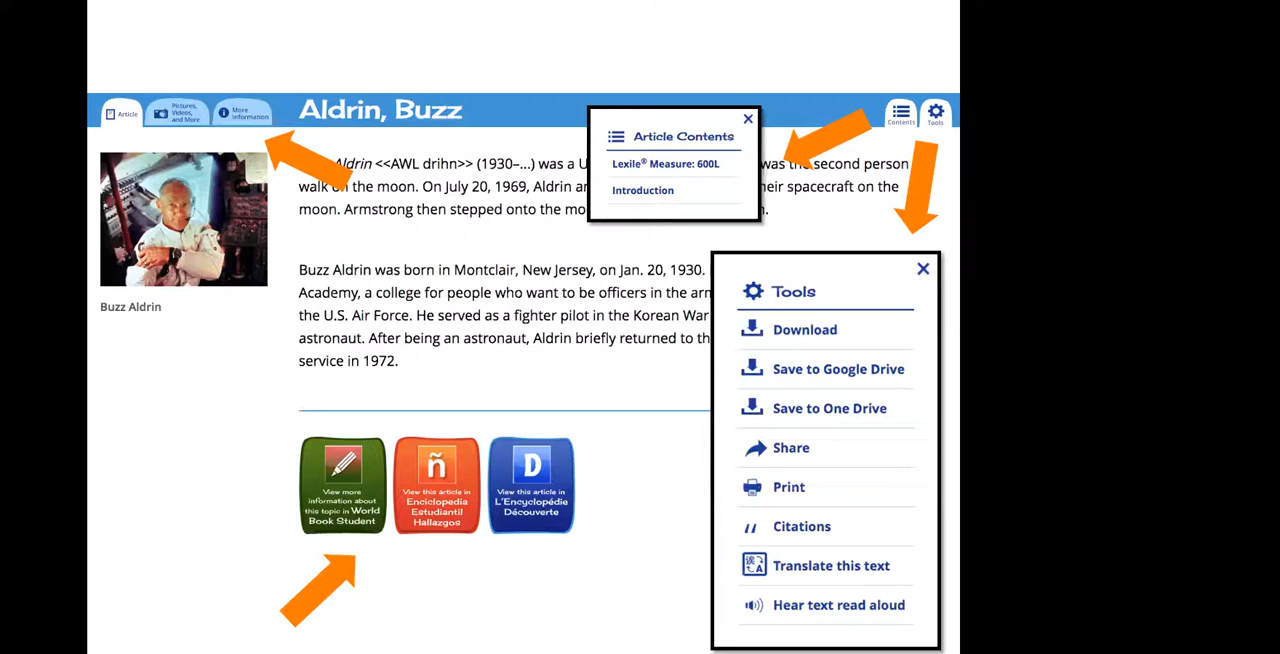 Article
Pictures,
Videos,
and More
More
Information
Aldrin, Buzz
Contents
Tools
Article Contents
Lexile® Measure: 600L
Introduction
Aldrin <<AWL drihn>> (1930–...) was a U
was the second person
walk on the moon. On July 20, 1969, Aldrin
heir spacecraft on the
moon. Armstrong then stepped onto the mo
Buzz Aldrin was born in Montclair, New Jersey, on Jan. 20, 1930.
Academy, a college for people who want to be officers in the arm
the U.S. Air Force. He served as a fighter pilot in the Korean War
astronaut. After being an astronaut, Aldrin briefly returned to th
service in 1972.
Buzz Aldrin
View more
information about
this topic in World
Book Student
ñ
View this article in
Enciclopedia
Estudiantil
Hallazgos
D
View this article in
L'Encyclopédie
Découverte
Tools
Download
Save to Google Drive
Save to One Drive
Share
Print
Citations
Translate this text
Hear text read aloud